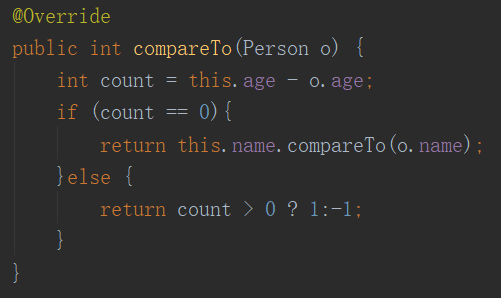 @Override
public int compareTo(Person o) {
    int count = this.age - o.age;
    if (count == 0){
        return this.name.compareTo(o.name);
    }else {
        return count > 0 ? 1:-1;
    }
}